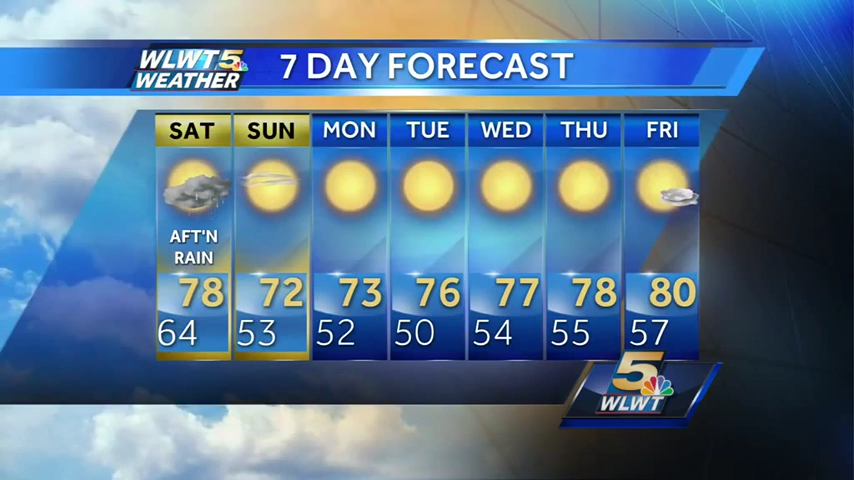 WLWT 5
WEATHER
7 DAY FORECAST
SAT SUN MON TUE WED THU FRI
AFT'N
RAIN
78 72 73 76 77 78 80
64 53 52 50 54 55 57
5
WLWT